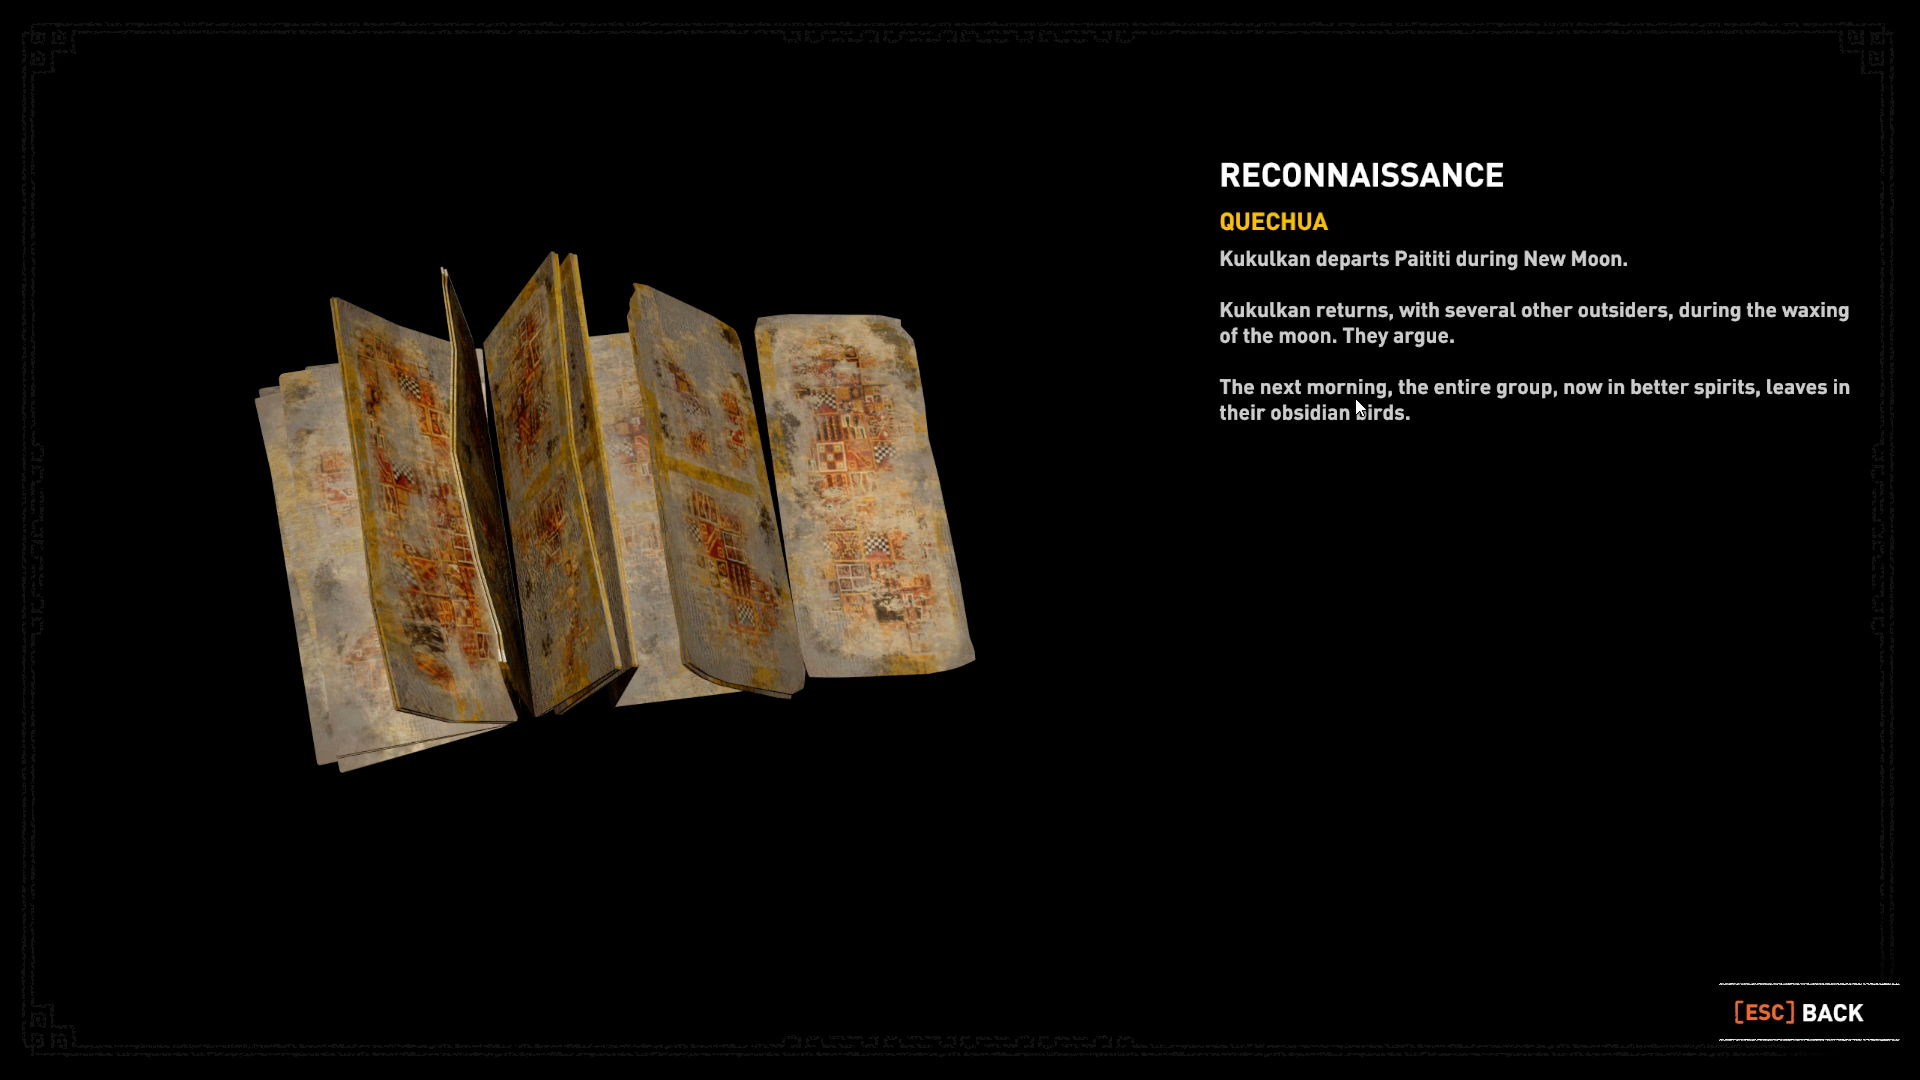 RECONNAISSANCE
QUECHUA
Kukulkan departs Paititi during New Moon.
Kukulkan returns, with several other outsiders, during the waxing
of the moon. They argue.
The next morning, the entire group, now in better spirits, leaves in
their obsidian birds.
[ESC] BACK